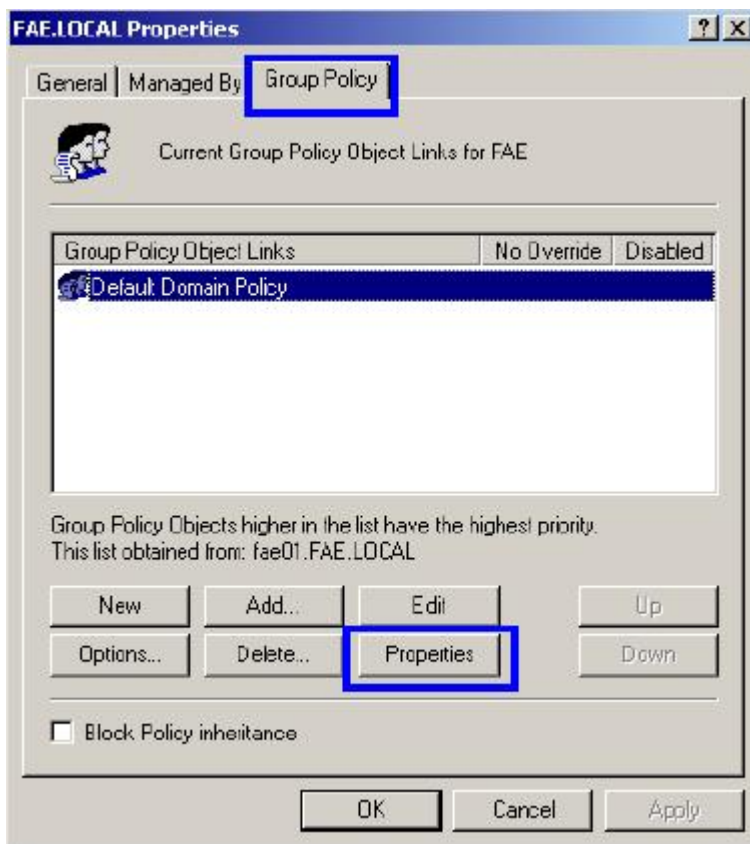 FAE.LOCAL Properties
General Managed By Group Policy
Current Group Policy Object Links for FAE
Group Policy Object Links No Override Disabled
Default Domain Policy
Group Policy Objects higher in the list have the highest priority.
This list obtained from: fae01.FAE.LOCAL
New Add... Edit Up
Options... Delete... Properties Down
Block Policy inheritance
OK Cancel Apply